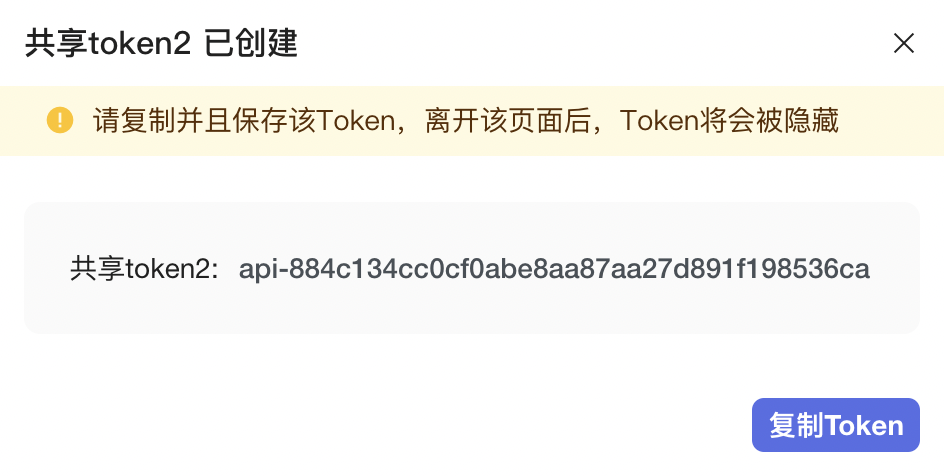 共享token2 已创建
请复制并且保存该Token，离开该页面后，Token将会被隐藏
共享token2: api-884c134cc0cf0abe8aa87aa27d891f198536ca
复制Token